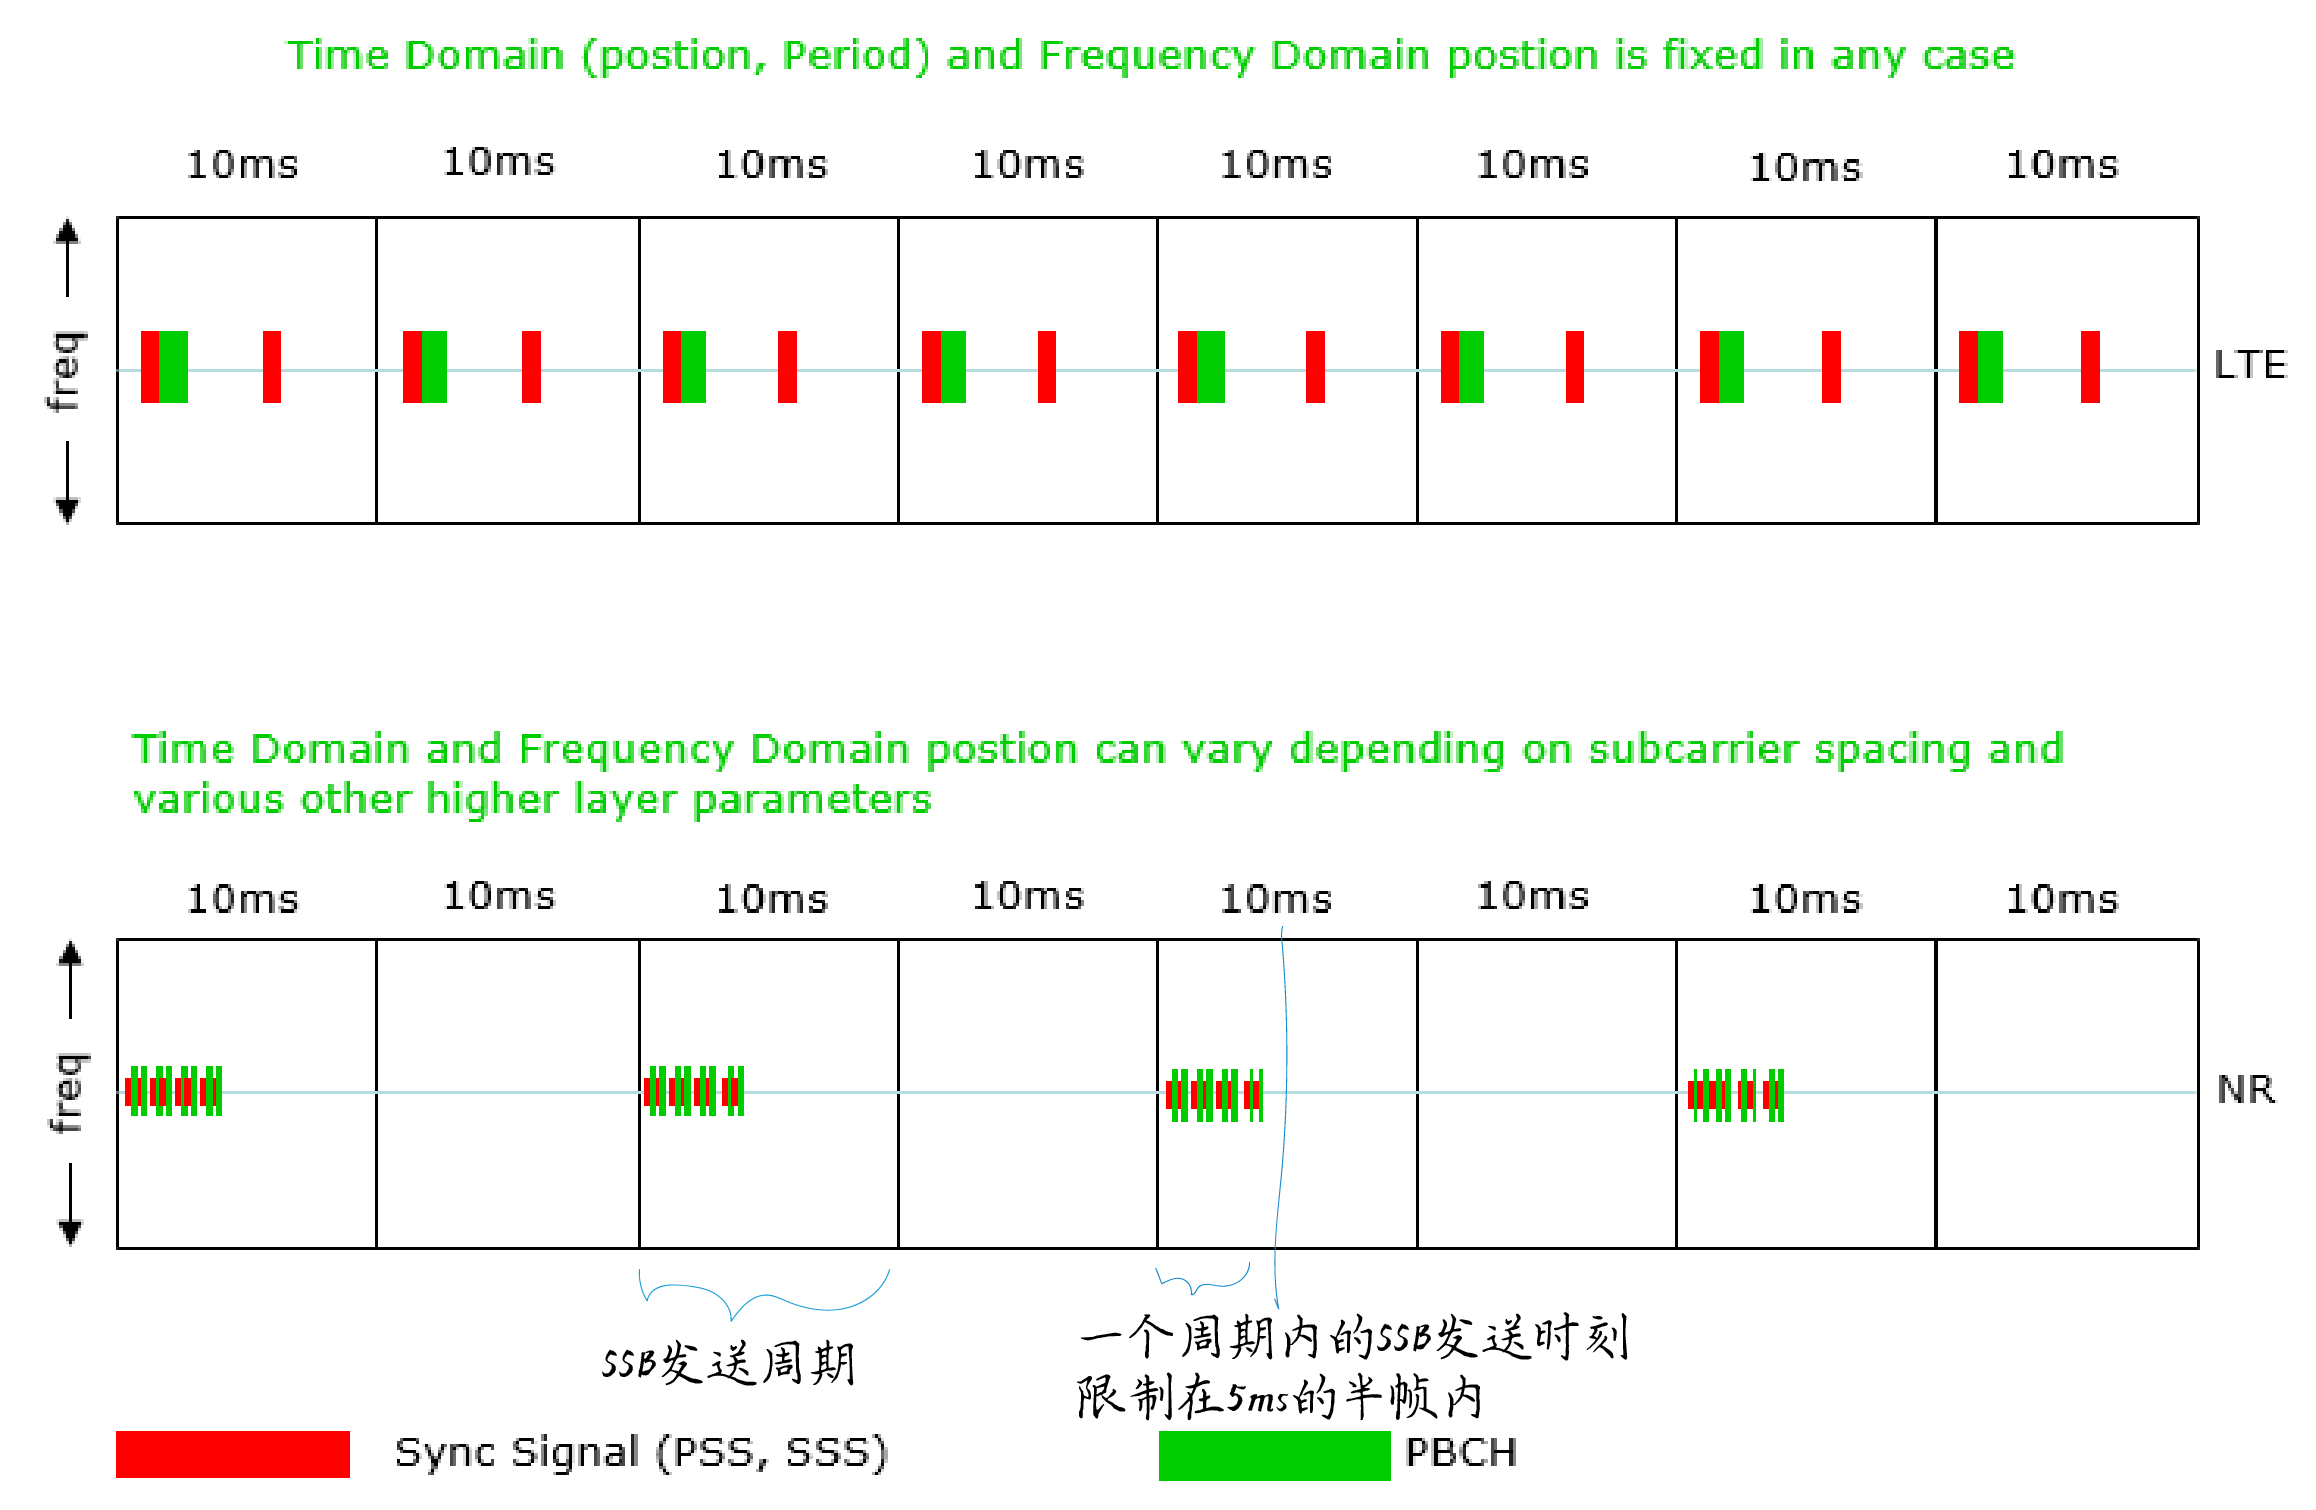 Time Domain (postion, Period) and Frequency Domain postion is fixed in any case
10ms 10ms 10ms 10ms 10ms 10ms 10ms 10ms
freq
LTE
Time Domain and Frequency Domain postion can vary depending on subcarrier spacing and
various other higher layer parameters
10ms 10ms 10ms 10ms 10ms 10ms 10ms 10ms
freq
NR
SSB发送周期
一个周期内的SSB发送时刻
限制在5ms的半帧内
Sync Signal (PSS, SSS)
PBCH